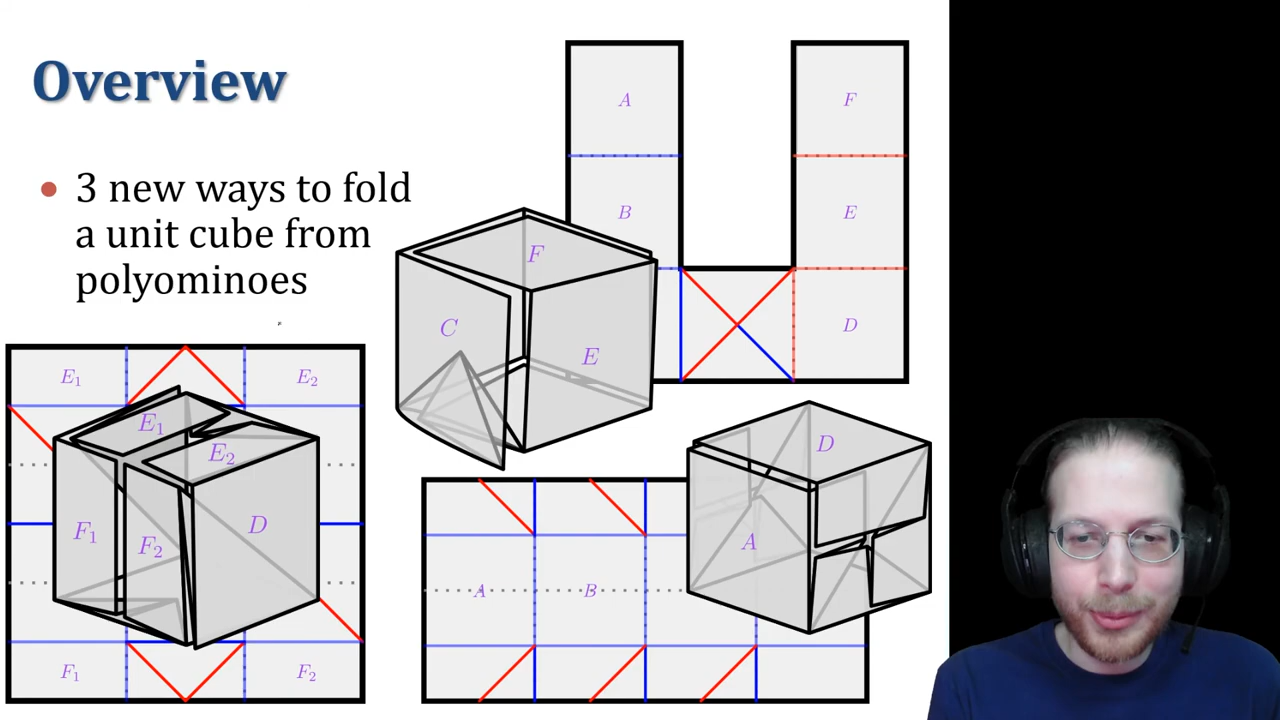 Overview
• 3 new ways to fold
a unit cube from
polyominoes
A
F
B
E
D
F
C
E
E₁
E₂
E₁
E₂
F₁
F₂
D
F₁
F₂
D
A
A
B